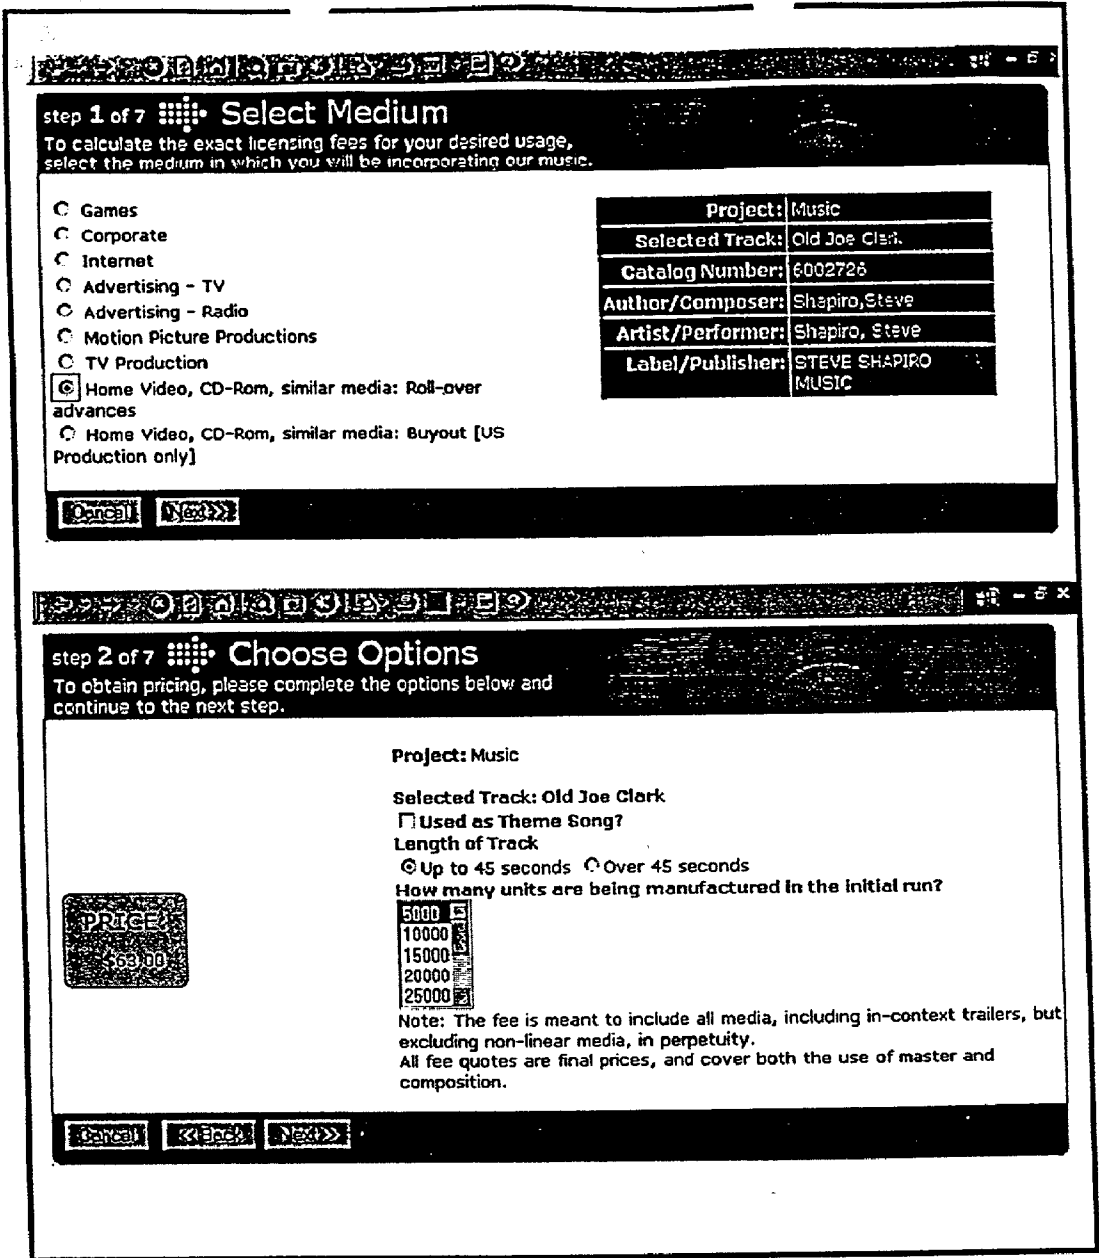 step 1 of 7 Select Medium
To calculate the exact licensing fees for your desired usage,
select the medium in which you will be incorporating our music.
Games
Corporate
Internet
Advertising - TV
Advertising - Radio
Motion Picture Productions
TV Production
Home Video, CD-Rom, similar media: Roll-over
advances
Home Video, CD-Rom, similar media: Buyout [US
Production only]
Project: Music
Selected Track: Old Joe Clark
Catalog Number: 6002726
Author/Composer: Shapiro,Steve
Artist/Performer: Shapiro, Steve
Label/Publisher: STEVE SHAPIRO
MUSIC
Cancel Next>>
step 2 of 7 Choose Options
To obtain pricing, please complete the options below and
continue to the next step.
Project: Music
Selected Track: Old Joe Clark
Used as Theme Song?
Length of Track
Up to 45 seconds Over 45 seconds
How many units are being manufactured in the initial run?
5000
10000
15000
20000
25000
PRICE:
$63.00
Note: The fee is meant to include all media, including in-context trailers, but
excluding non-linear media, in perpetuity.
All fee quotes are final prices, and cover both the use of master and
composition.
Cancel <<Back Next>>